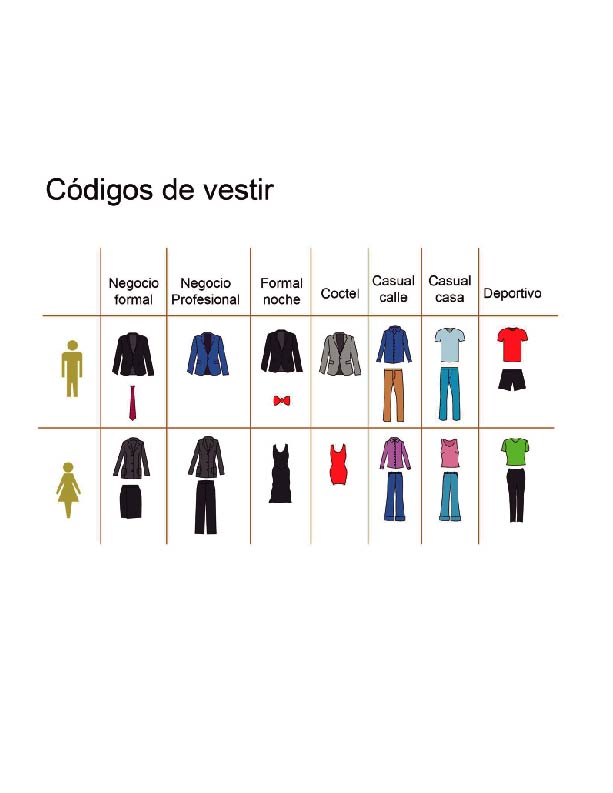 Códigos de vestir
Negocio formal
Negocio Profesional
Formal noche
Coctel
Casual calle
Casual casa
Deportivo